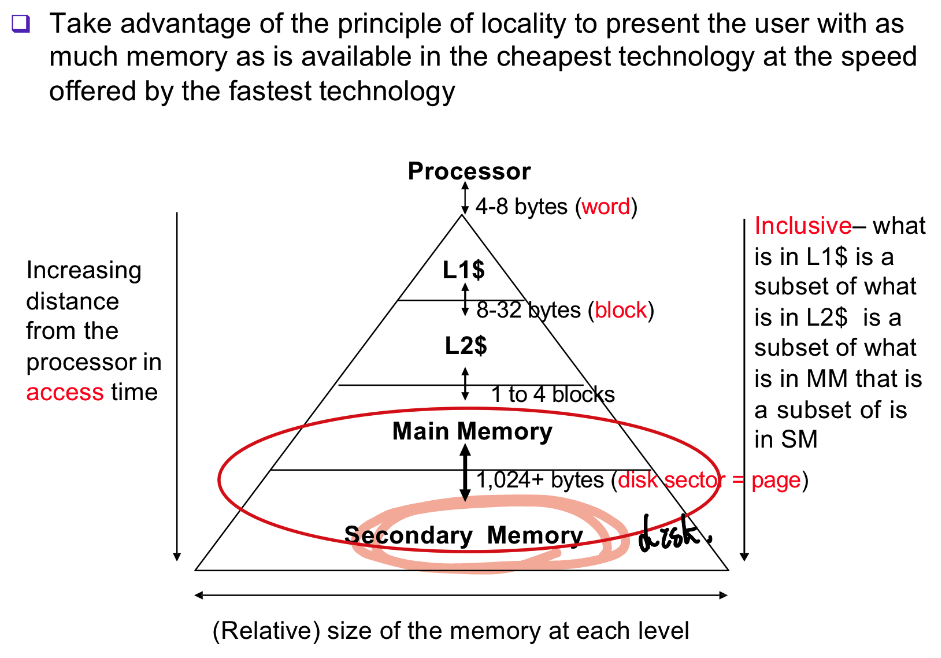 Take advantage of the principle of locality to present the user with as
much memory as is available in the cheapest technology at the speed
offered by the fastest technology
Processor
4-8 bytes (word)
L1$
8-32 bytes (block)
L2$
1 to 4 blocks
Main Memory
1,024+ bytes (disk sector = page)
Secondary Memory
disk.
Increasing
distance
from the
processor in
access time
Inclusive– what
is in L1$ is a
subset of what
is in L2$ is a
subset of what
is in MM that is
a subset of is
in SM
(Relative) size of the memory at each level